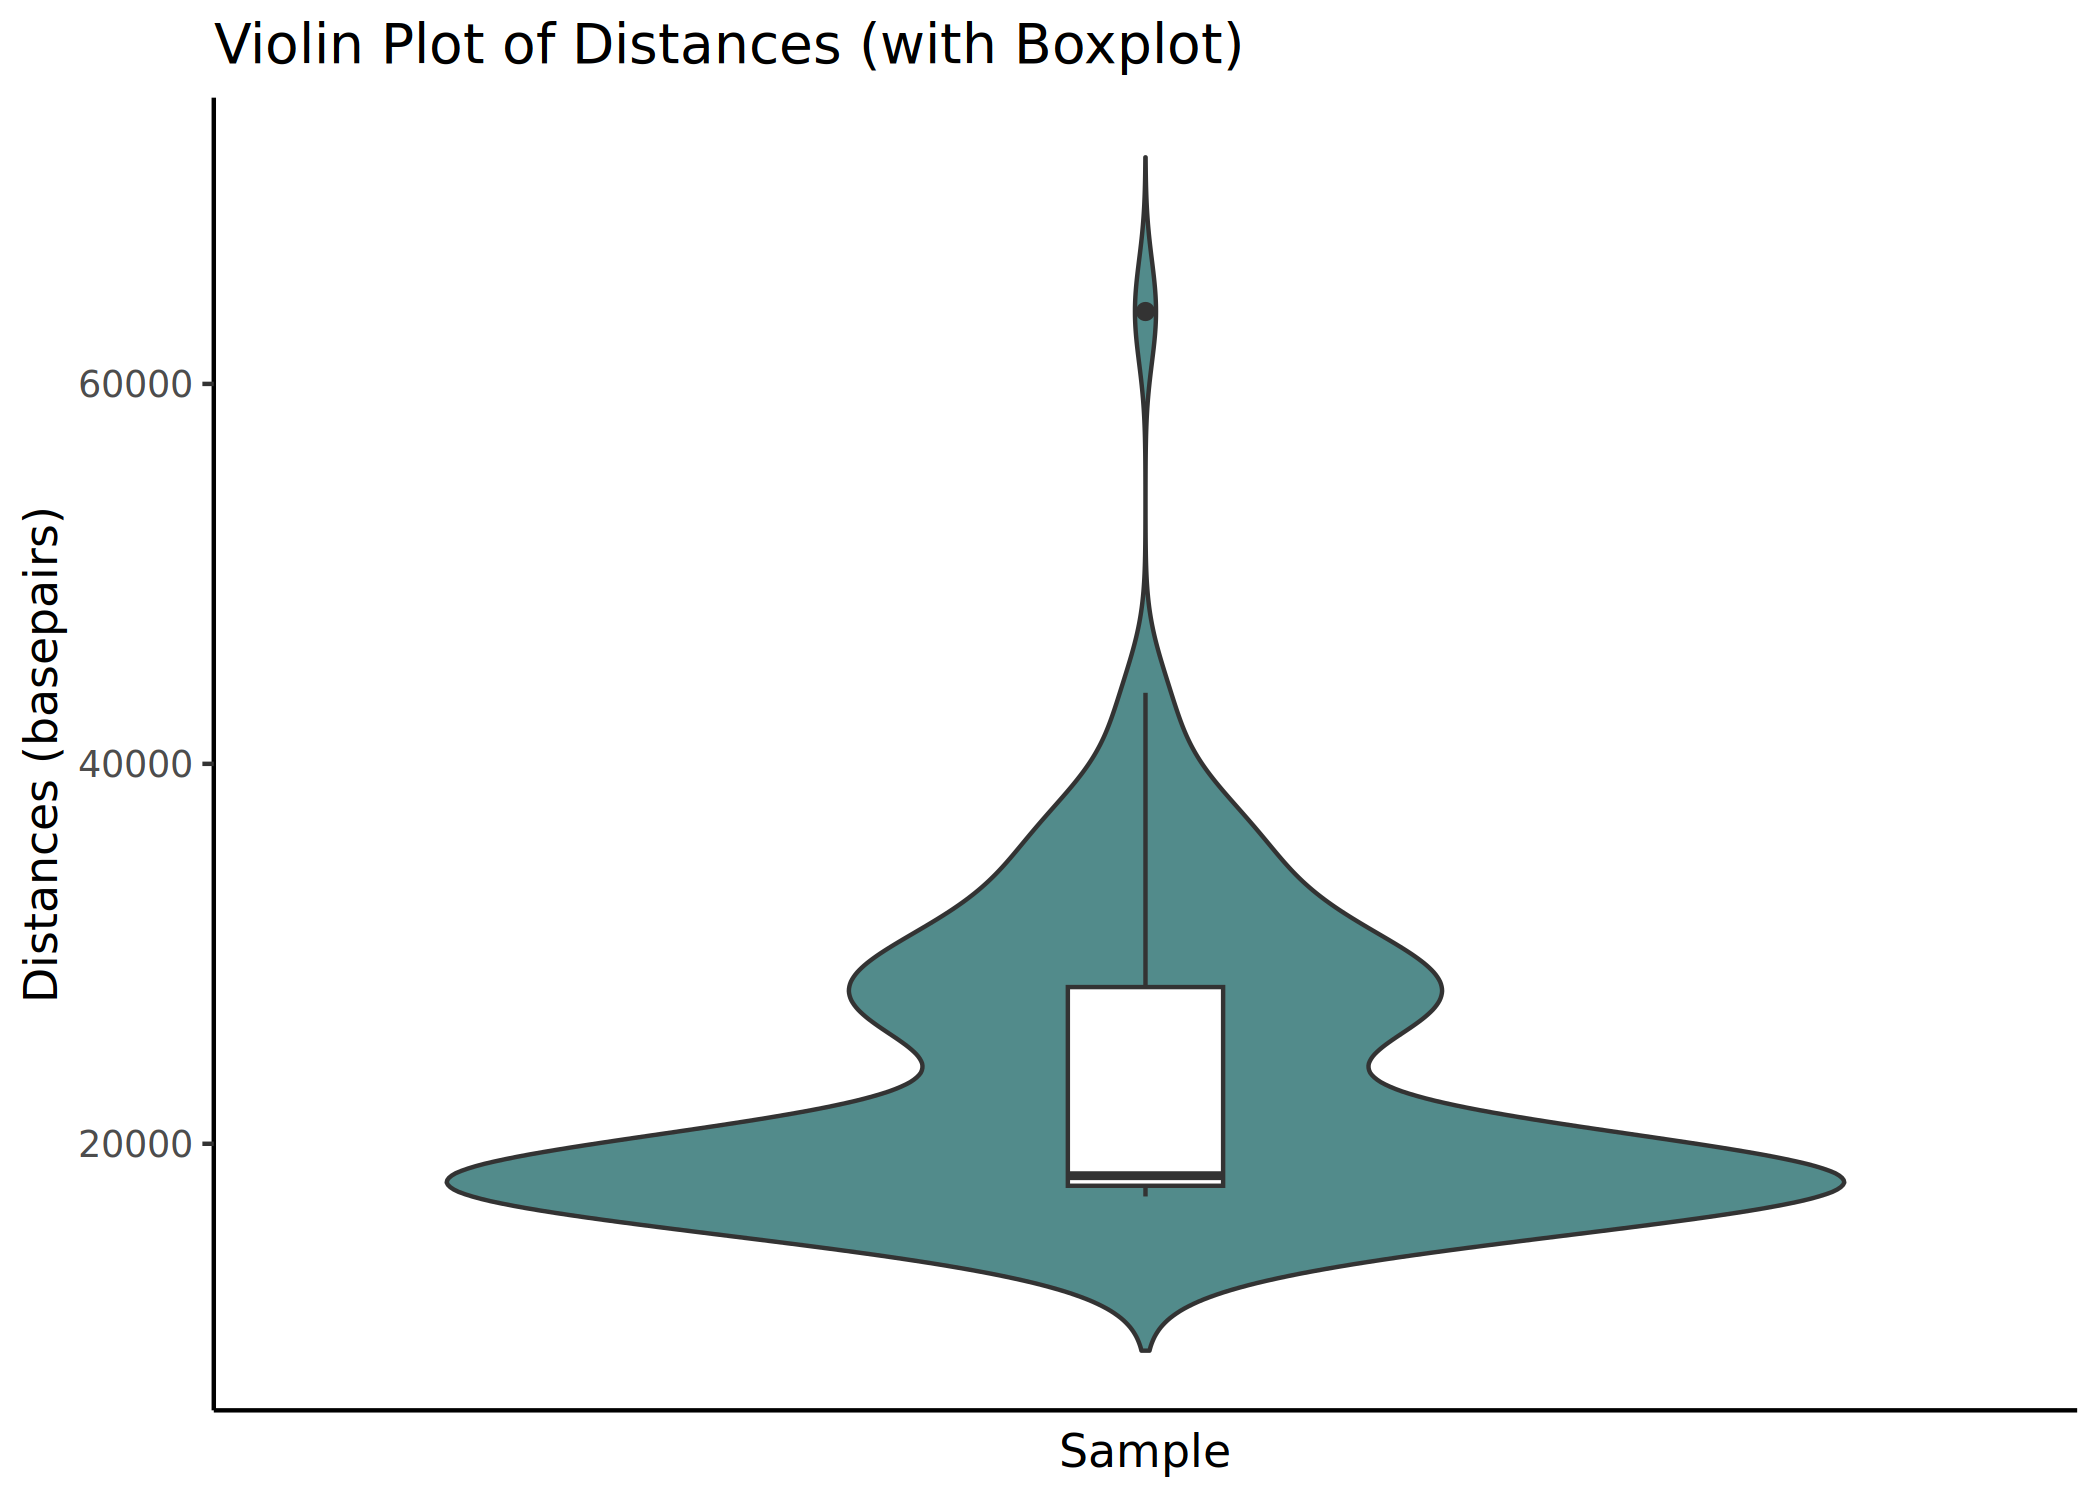 Violin Plot of Distances (with Boxplot)
Distances (basepairs)
60000
40000
20000
Sample